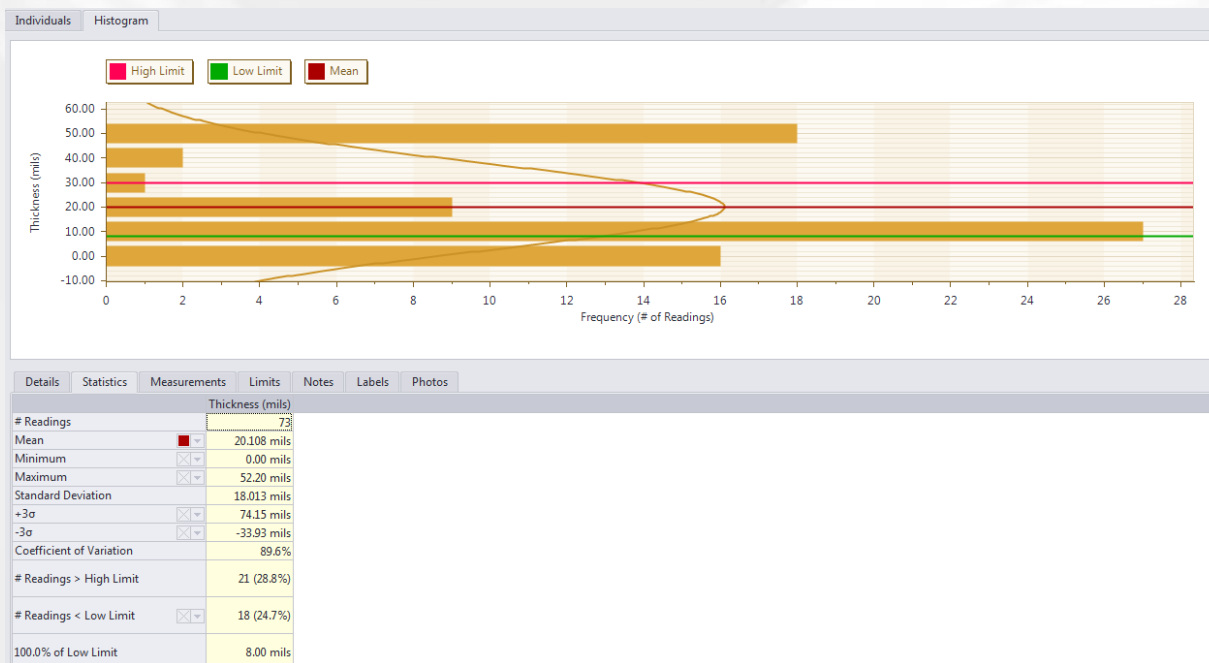 Individuals Histogram
High Limit Low Limit Mean
Thickness (mils)
60.00
50.00
40.00
30.00
20.00
10.00
0.00
-10.00
0 2 4 6 8 10 12 14 16 18 20 22 24 26 28
Frequency (# of Readings)
Details Statistics Measurements Limits Notes Labels Photos
Thickness (mils)
# Readings 73
Mean 20.108 mils
Minimum 0.00 mils
Maximum 52.20 mils
Standard Deviation 18.013 mils
+3σ 74.15 mils
-3σ -33.93 mils
Coefficient of Variation 89.6%
# Readings > High Limit 21 (28.8%)
# Readings < Low Limit 18 (24.7%)
100.0% of Low Limit 8.00 mils